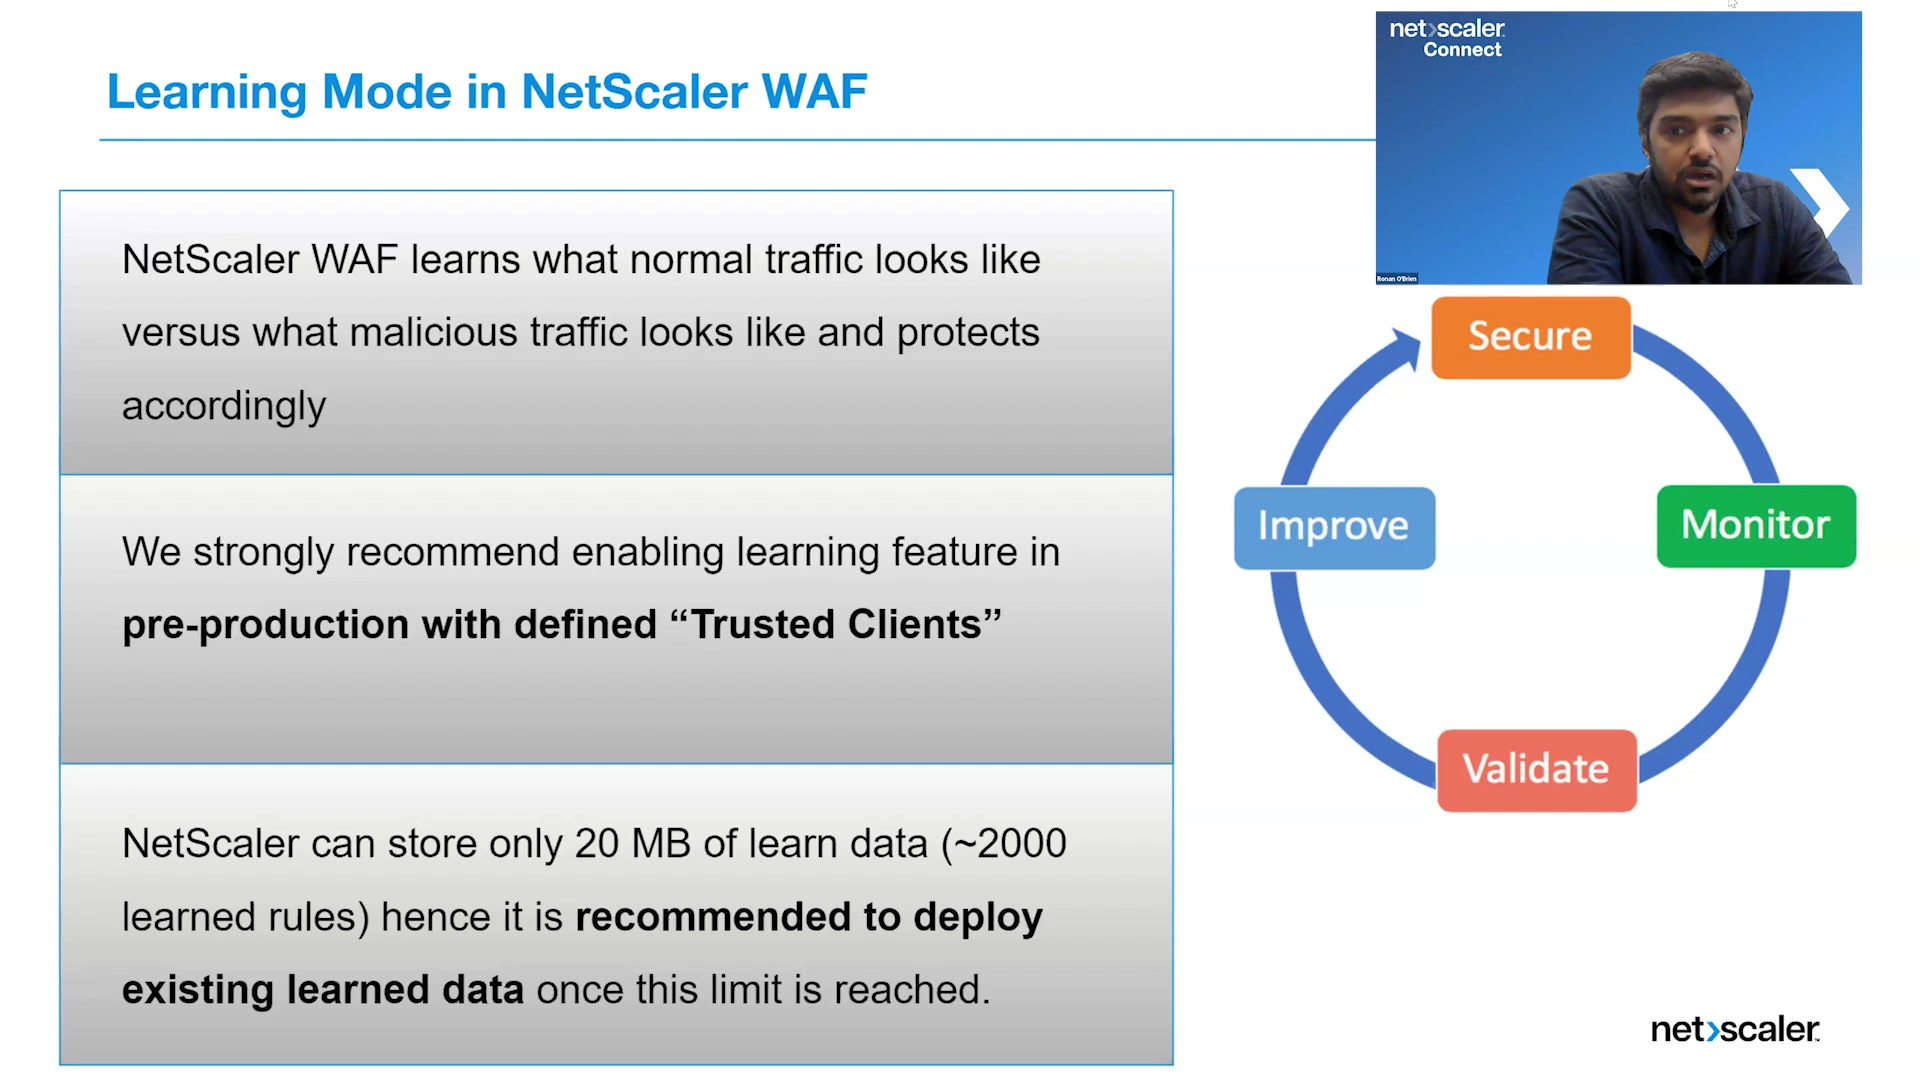 net>scaler
Connect
Learning Mode in NetScaler WAF
Ronan O'Brien
NetScaler WAF learns what normal traffic looks like
versus what malicious traffic looks like and protects
accordingly
We strongly recommend enabling learning feature in
pre-production with defined “Trusted Clients”
NetScaler can store only 20 MB of learn data (~2000
learned rules) hence it is recommended to deploy
existing learned data once this limit is reached.
Secure
Improve
Monitor
Validate
net>scaler